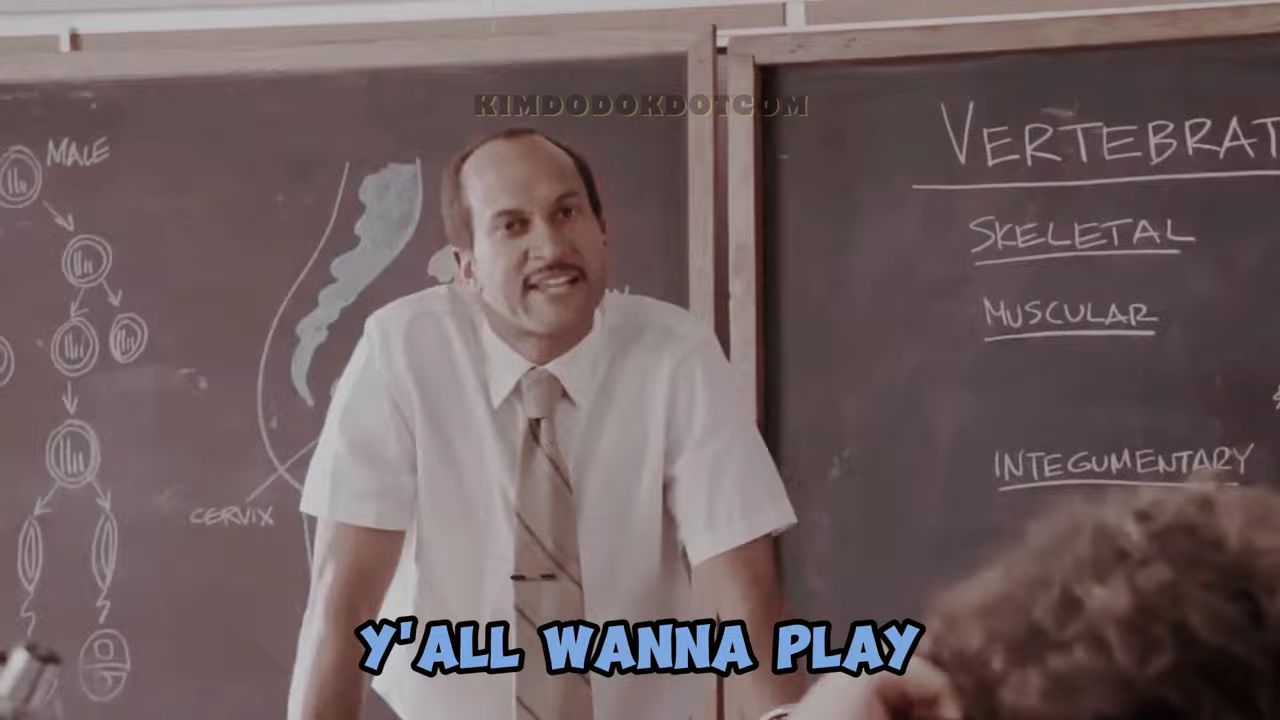 KIMDODOKDOTCOM
MALE
VERTEBRAT
SKELETAL
MUSCULAR
INTEGUMENTARY
CERVIX
Y'ALL WANNA PLAY